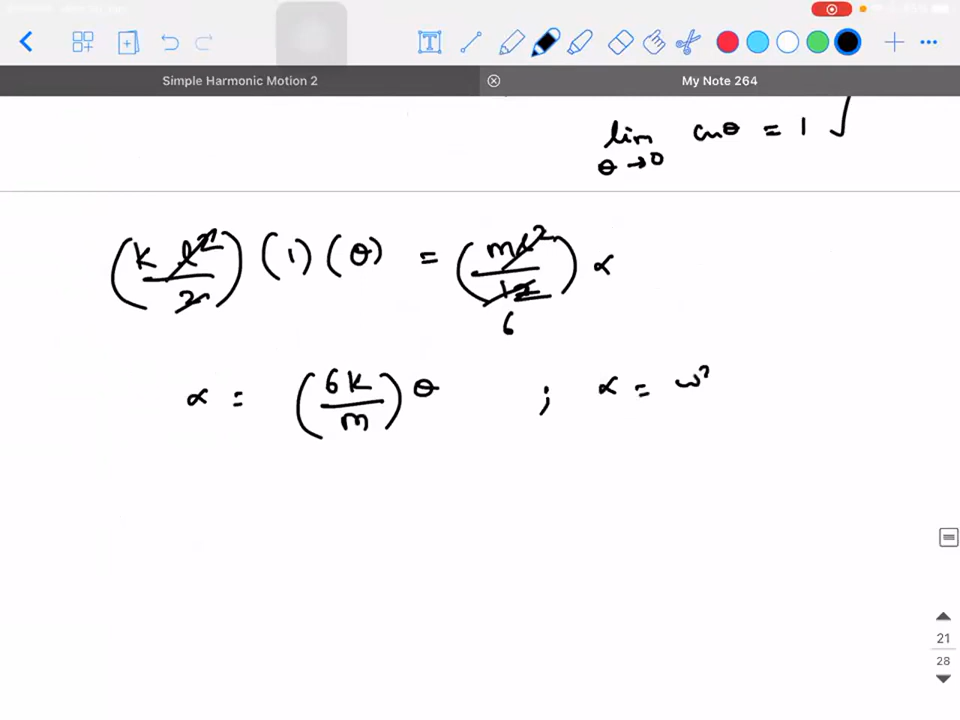 Simple Harmonic Motion 2
My Note 264
lim cosθ = 1
θ→0
(k l²/2) (1) (θ) = (ml²/12) α
6
α = (6k/m) θ ; α = ω²
21
28